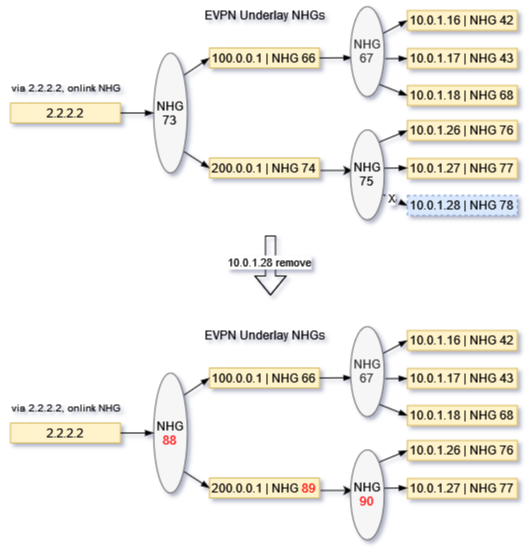 EVPN Underlay NHGs
10.0.1.16 | NHG 42
NHG
67
100.0.0.1 | NHG 66
10.0.1.17 | NHG 43
via 2.2.2.2, onlink NHG
10.0.1.18 | NHG 68
2.2.2.2
NHG
73
10.0.1.26 | NHG 76
200.0.0.1 | NHG 74
NHG
75
10.0.1.27 | NHG 77
X
10.0.1.28 | NHG 78
10.0.1.28 remove
EVPN Underlay NHGs
10.0.1.16 | NHG 42
NHG
67
100.0.0.1 | NHG 66
10.0.1.17 | NHG 43
via 2.2.2.2, onlink NHG
10.0.1.18 | NHG 68
2.2.2.2
NHG
88
10.0.1.26 | NHG 76
200.0.0.1 | NHG 89
NHG
90
10.0.1.27 | NHG 77